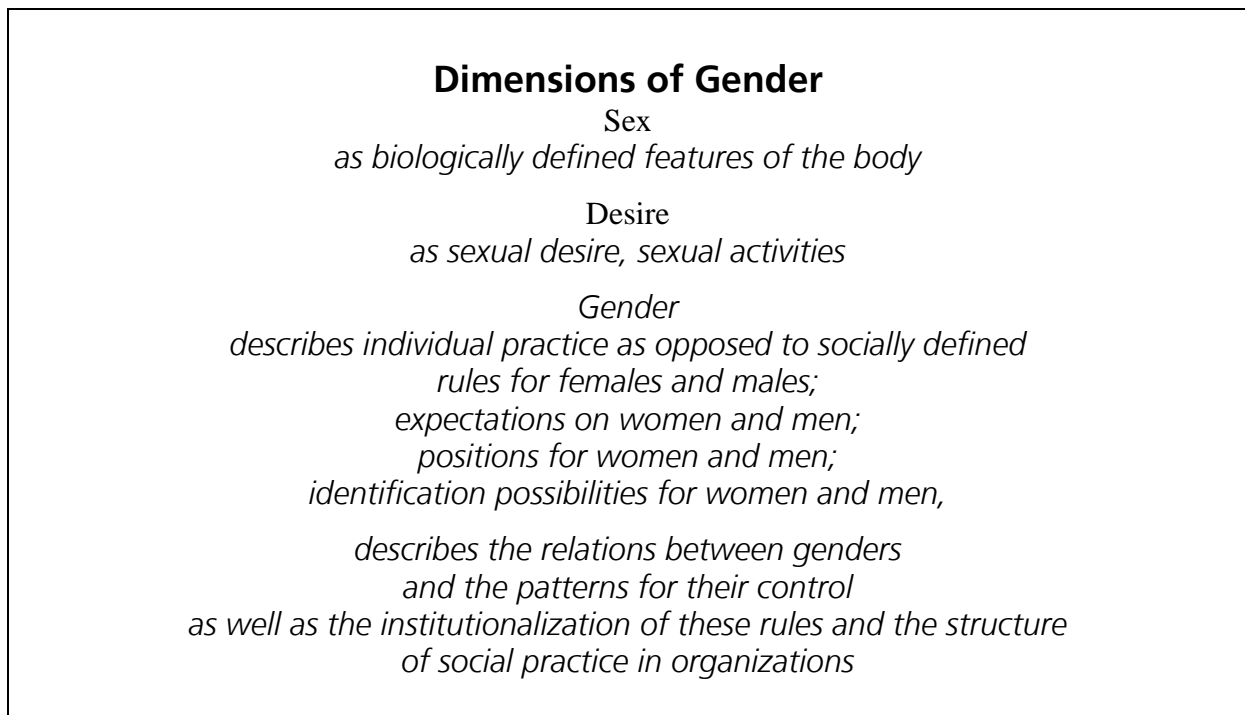 Dimensions of Gender
Sex
as biologically defined features of the body
Desire
as sexual desire, sexual activities
Gender
describes individual practice as opposed to socially defined
rules for females and males;
expectations on women and men;
positions for women and men;
identification possibilities for women and men,
describes the relations between genders
and the patterns for their control
as well as the institutionalization of these rules and the structure
of social practice in organizations